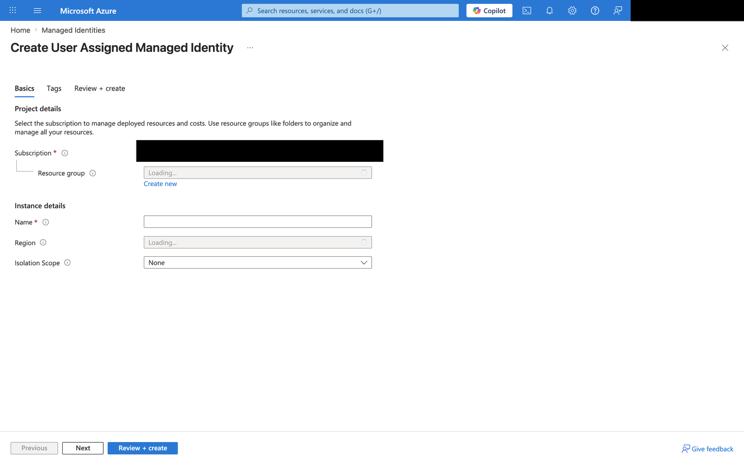 Microsoft Azure
Search resources, services, and docs (G+/)
Copilot
Home > Managed Identities
Create User Assigned Managed Identity ...
Basics Tags Review + create
Project details
Select the subscription to manage deployed resources and costs. Use resource groups like folders to organize and
manage all your resources.
Subscription *
Resource group
Loading...
Create new
Instance details
Name *
Region
Loading...
Isolation Scope
None
Previous Next Review + create
Give feedback